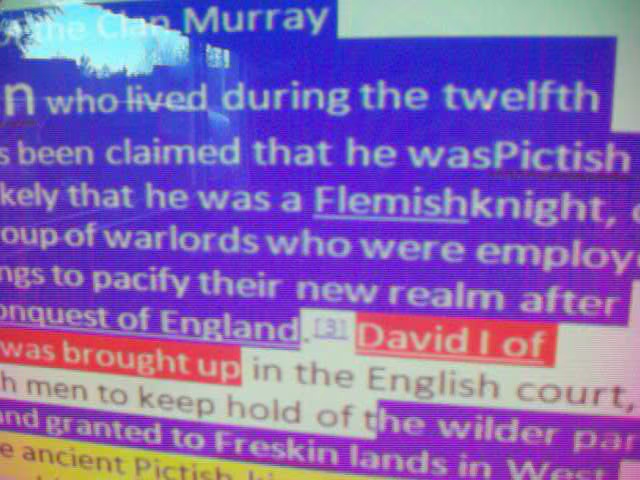 the Clan Murray
n who lived during the twelfth
s been claimed that he wasPictish
kely that he was a Flemishknight,
oup of warlords who were employ
ngs to pacify their new realm after
onquest of England.[3] David I of
was brought up in the English court,
h men to keep hold of the wilder par
nd granted to Freskin lands in West
e ancient Pictish